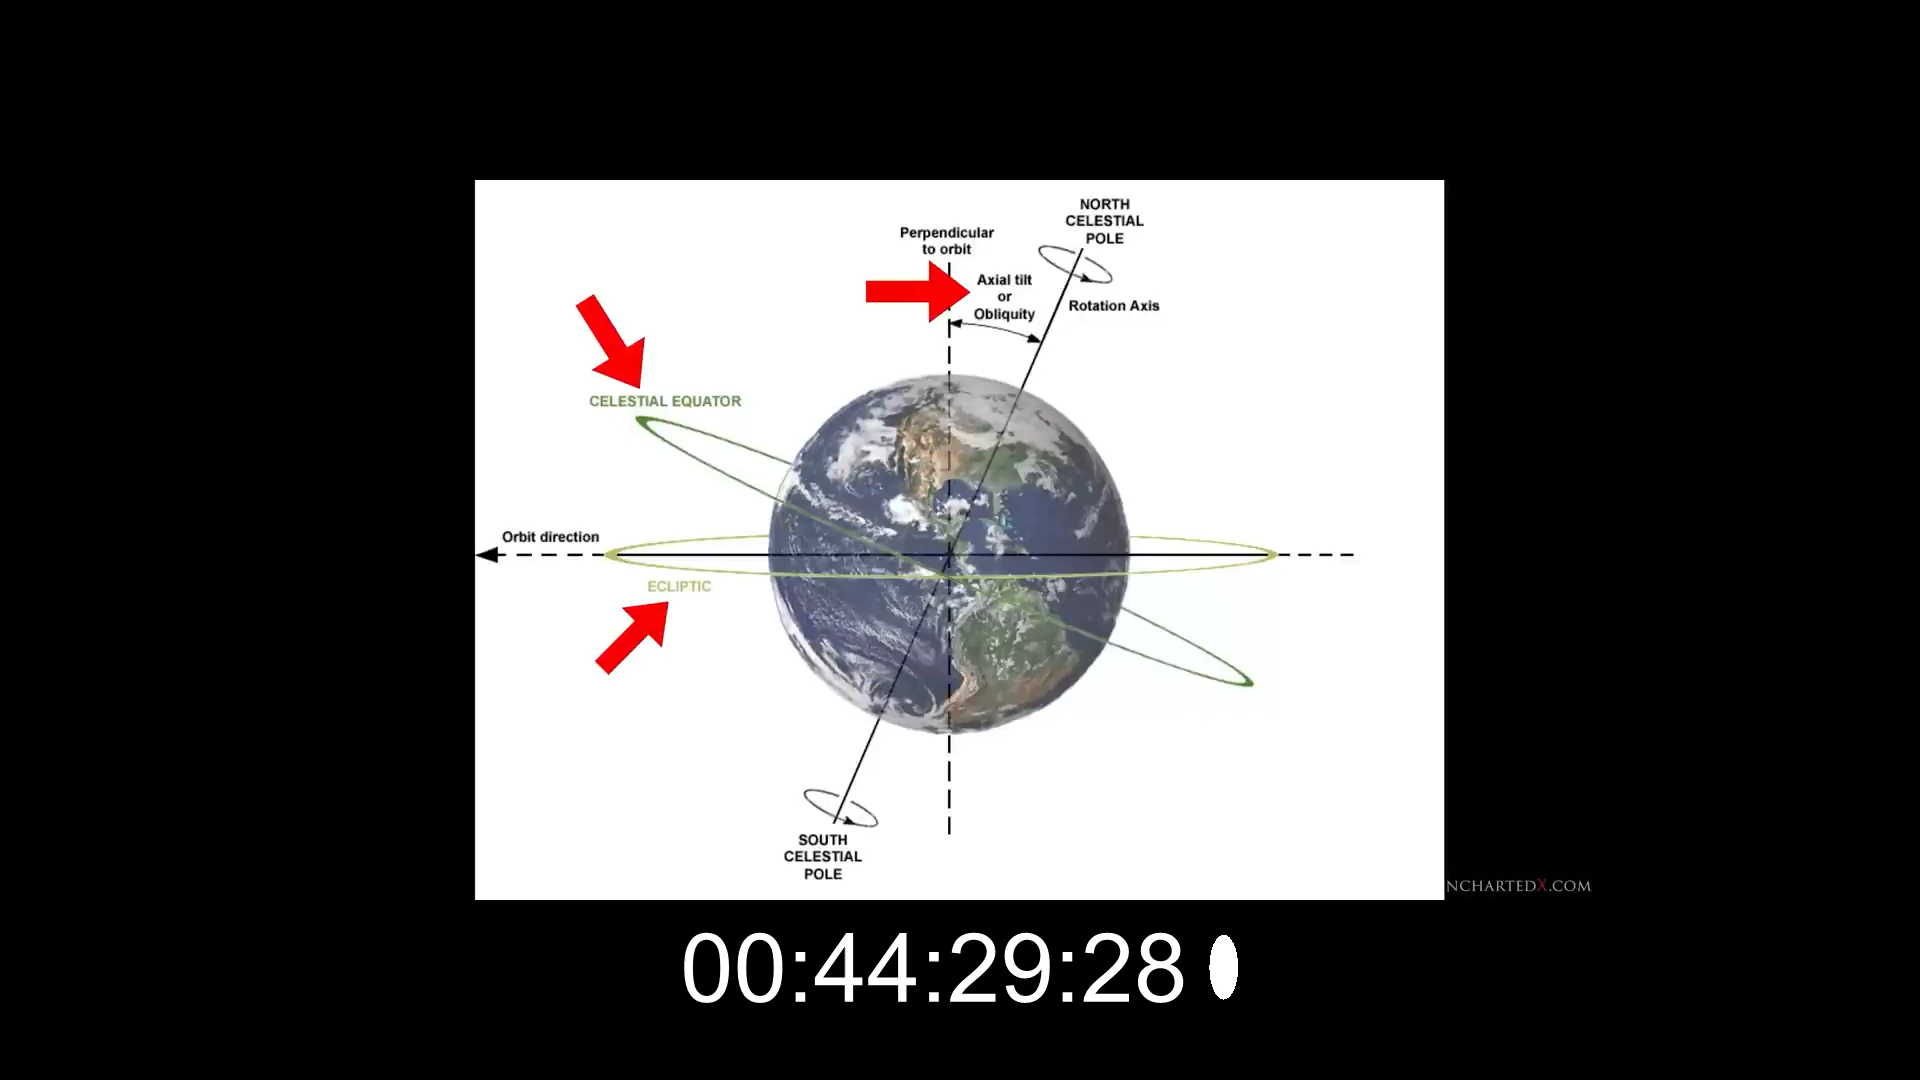 NORTH
CELESTIAL
POLE
Perpendicular
to orbit
Axial tilt
or
Obliquity
Rotation Axis
CELESTIAL EQUATOR
Orbit direction
ECLIPTIC
SOUTH
CELESTIAL
POLE
NCHARTEDX.COM
00:44:29:28